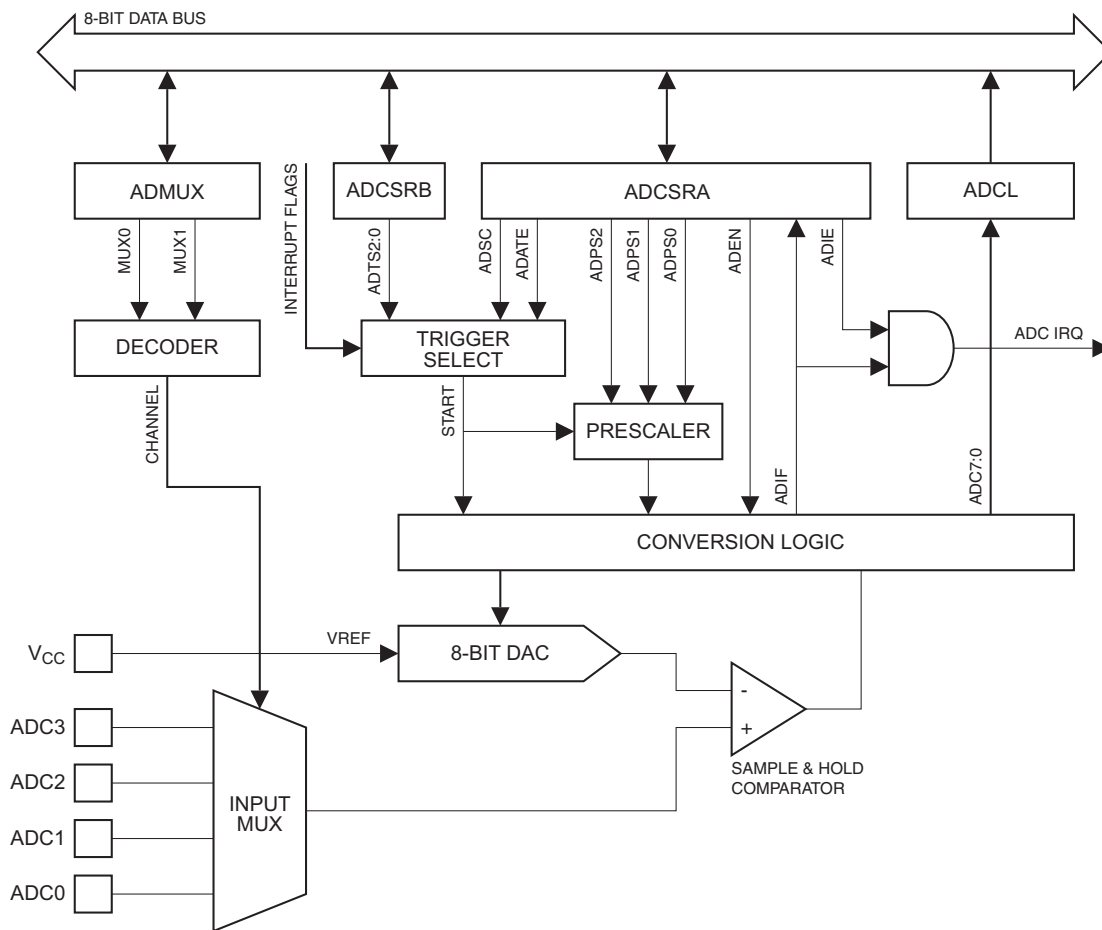 8-BIT DATA BUS
ADMUX
ADCSRB
ADCSRA
ADCL
INTERRUPT FLAGS
MUX0
MUX1
ADTS2:0
ADSC
ADATE
ADPS2
ADPS1
ADPS0
ADEN
ADIE
DECODER
TRIGGER
SELECT
ADC IRQ
CHANNEL
START
PRESCALER
ADIF
ADC7:0
CONVERSION LOGIC
VCC
VREF
8-BIT DAC
-
+
SAMPLE & HOLD
COMPARATOR
ADC3
ADC2
ADC1
ADC0
INPUT
MUX